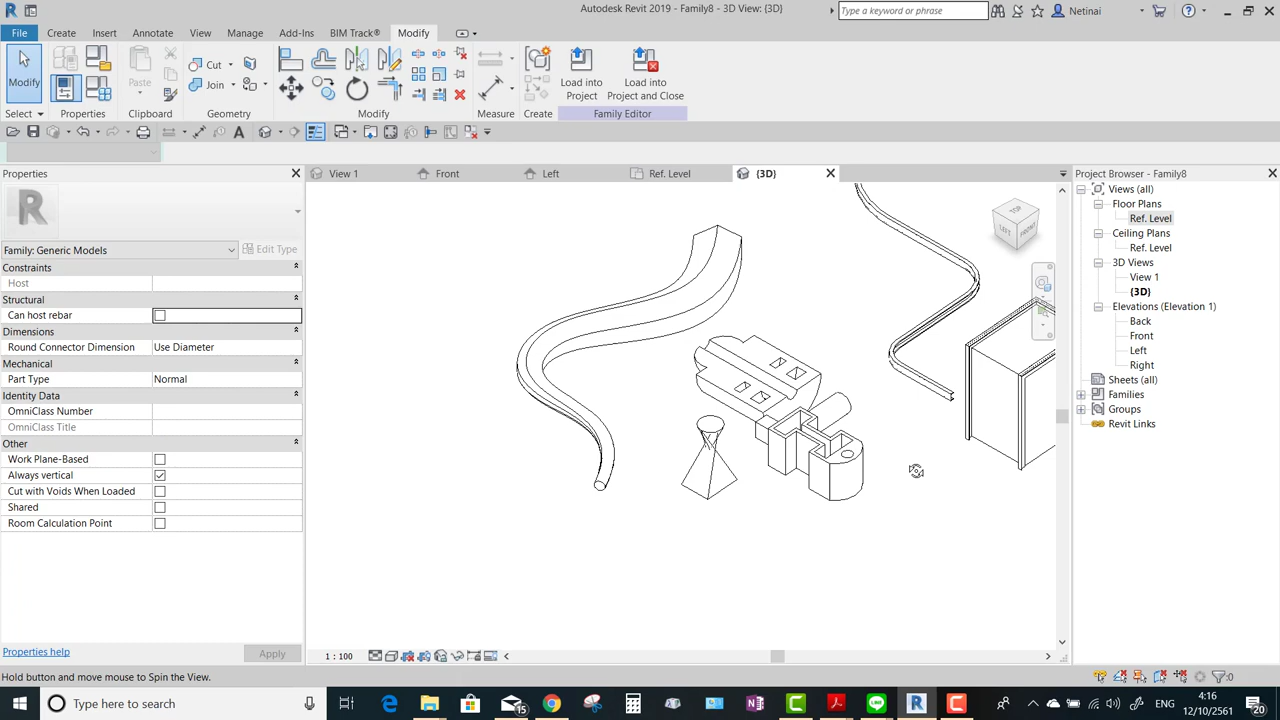 Autodesk Revit 2019 - Family8 - 3D View: {3D}
Type a keyword or phrase
Netinai
File Create Insert Annotate View Manage Add-Ins BIM Track® Modify
Modify
Select
Properties
Paste
Clipboard
Cut
Join
Geometry
Modify
Measure
Create
Load into Project
Load into Project and Close
Family Editor
Properties
View 1
Front
Left
Ref. Level
{3D}
Project Browser - Family8
Family: Generic Models
Edit Type
Constraints
Host
Structural
Can host rebar
Dimensions
Round Connector Dimension Use Diameter
Mechanical
Part Type Normal
Identity Data
OmniClass Number
OmniClass Title
Other
Work Plane-Based
Always vertical
Cut with Voids When Loaded
Shared
Room Calculation Point
Properties help
Apply
TOP
LEFT
FRONT
Views (all)
Floor Plans
Ref. Level
Ceiling Plans
Ref. Level
3D Views
View 1
{3D}
Elevations (Elevation 1)
Back
Front
Left
Right
Sheets (all)
Families
Groups
Revit Links
1 : 100
Hold button and move mouse to Spin the View.
:0
Type here to search
15
ENG
4:16
12/10/2561
20